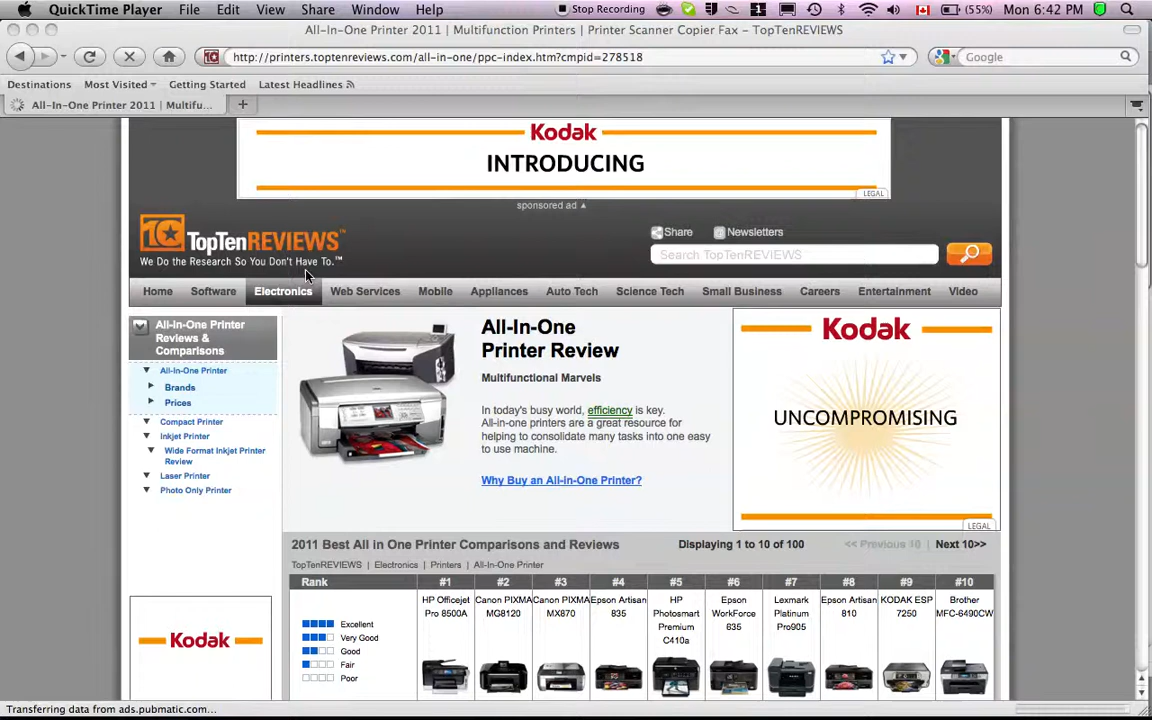 QuickTime Player File Edit View Share Window Help Stop Recording 1 (55%) Mon 6:42 PM
All-In-One Printer 2011 | Multifunction Printers | Printer Scanner Copier Fax – TopTenREVIEWS
http://printers.toptenreviews.com/all-in-one/ppc-index.htm?cmpid=278518 Google
Destinations Most Visited Getting Started Latest Headlines
All-In-One Printer 2011 | Multifu...
Kodak
INTRODUCING
LEGAL
sponsored ad ▲
10 TopTenREVIEWS™
We Do the Research So You Don't Have To.™
Share Newsletters
Search TopTenREVIEWS
Home Software Electronics Web Services Mobile Appliances Auto Tech Science Tech Small Business Careers Entertainment Video
All-In-One Printer
Reviews &
Comparisons
All-In-One Printer
Brands
Prices
Compact Printer
Inkjet Printer
Wide Format Inkjet Printer
Review
Laser Printer
Photo Only Printer
All-In-One
Printer Review
Multifunctional Marvels
In today's busy world, efficiency is key.
All-in-one printers are a great resource for
helping to consolidate many tasks into one easy
to use machine.
Why Buy an All-in-One Printer?
Kodak
UNCOMPROMISING
LEGAL
2011 Best All in One Printer Comparisons and Reviews Displaying 1 to 10 of 100 << Previous 10 | Next 10>>
TopTenREVIEWS | Electronics | Printers | All-In-One Printer
Rank #1 #2 #3 #4 #5 #6 #7 #8 #9 #10
HP Officejet Pro 8500A
Canon PIXMA MG8120
Canon PIXMA MX870
Epson Artisan 835
HP Photosmart Premium C410a
Epson WorkForce 635
Lexmark Platinum Pro905
Epson Artisan 810
KODAK ESP 7250
Brother MFC-6490CW
Excellent
Very Good
Good
Fair
Poor
Kodak
Transferring data from ads.pubmatic.com...